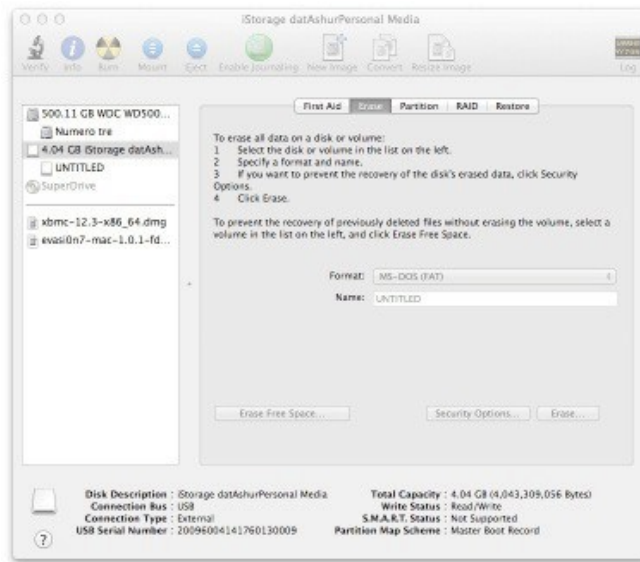 iStorage datAshurPersonal Media
Verify Info Burn Mount Eject Enable Journaling New Image Convert Resize Image Log
500.11 GB WDC WD500...
Numero tre
4.04 GB iStorage datAsh...
UNTITLED
SuperDrive
xbmc-12.3-x86_64.dmg
evasi0n7-mac-1.0.1-fd...
First Aid Erase Partition RAID Restore
To erase all data on a disk or volume:
1 Select the disk or volume in the list on the left.
2 Specify a format and name.
3 If you want to prevent the recovery of the disk's erased data, click Security
Options.
4 Click Erase.
To prevent the recovery of previously deleted files without erasing the volume, select a
volume in the list on the left, and click Erase Free Space.
Format: MS-DOS (FAT)
Name: UNTITLED
Erase Free Space... Security Options... Erase...
Disk Description : iStorage datAshurPersonal Media
Connection Bus : USB
Connection Type : External
USB Serial Number : 20096004141760130009
Total Capacity : 4.04 GB (4,043,309,056 Bytes)
Write Status : Read/Write
S.M.A.R.T. Status : Not Supported
Partition Map Scheme : Master Boot Record
?